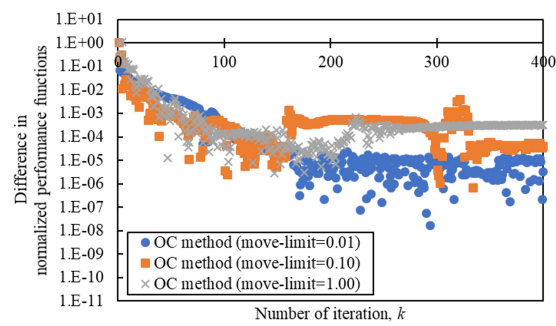 1.E+01
1.E+00
1.E-01
1.E-02
1.E-03
1.E-04
1.E-05
1.E-06
1.E-07
1.E-08
1.E-09
1.E-10
1.E-11
0 100 200 300 400
Difference in
normalized performance functions
OC method (move-limit=0.01)
OC method (move-limit=0.10)
OC method (move-limit=1.00)
Number of iteration, k